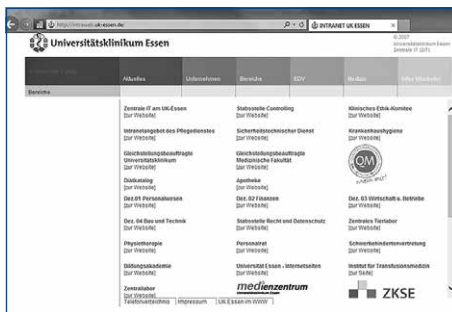 http://intraweb.uk-essen.de/
INTRANET UK ESSEN
© 2007
Universitätsklinikum Essen
Zentrale IT (ZIT)
Universitätsklinikum Essen
Aktuelles Unternehmen Bereiche EDV Medizin
Bereiche
Zentrale IT am UK-Essen Stabsstelle Controlling Klinisches Ethik-Komitee
[zur Website] [zur Website] [zur Website]
Intranetangebot des Pflegedienstes Sicherheitstechnischer Dienst Krankenhaushygiene
[zur Website] [zur Website] [zur Website]
Gleichstellungsbeauftragte Gleichstellungsbeauftragte
Universitätsklinikum Medizinische Fakultät
[zur Website] [zur Website]
QM
Diätkatalog Apotheke
[zur Website] [zur Website]
Dez.01 Personalwesen Dez. 02 Finanzen Dez. 03 Wirtschaft u. Betriebe
[zur Website] [zur Website] [zur Website]
Dez. 04 Bau und Technik Stabsstelle Recht und Datenschutz Zentrales Tierlabor
[zur Website] [zur Website] [zur Website]
Physiotherapie Personalrat Schwerbehindertenvertretung
[zur Website] [zur Website] [zur Website]
Bildungsakademie Universität Essen - Internetseiten Institut für Transfusionsmedizin
[zur Website] [zur Website] [zur Seite]
Zentrallabor medienzentrum ZKSE
[zur Website]
Telefonverzeichnis Impressum UK Essen im WWW